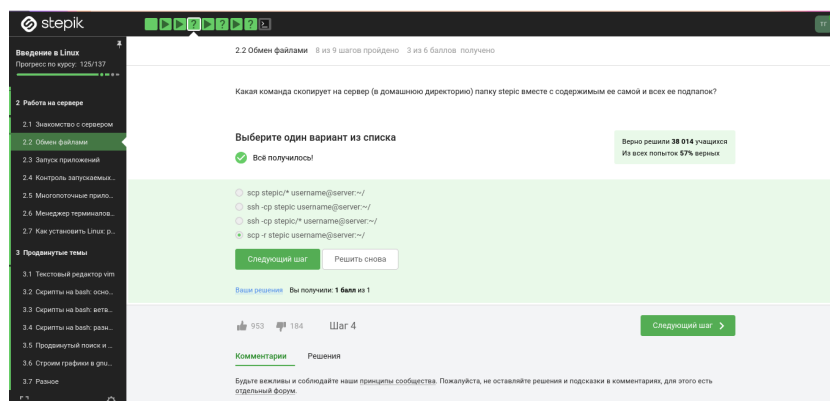 stepik
ТГ
Введение в Linux
Прогресс по курсу: 125/137
2.2 Обмен файлами 8 из 9 шагов пройдено 3 из 6 баллов получено
Какая команда скопирует на сервер (в домашнюю директорию) папку stepic вместе с содержимым ее самой и всех ее подпапок?
2 Работа на сервере
2.1 Знакомство с сервером
2.2 Обмен файлами
2.3 Запуск приложений
2.4 Контроль запускаемых...
2.5 Многопоточные прило...
2.6 Менеджер терминалов...
2.7 Как установить Linux: р...
3 Продвинутые темы
3.1 Текстовый редактор vim
3.2 Скрипты на bash: осно...
3.3 Скрипты на bash: ветв...
3.4 Скрипты на bash: разн...
3.5 Продвинутый поиск и ...
3.6 Строим графики в gnu...
3.7 Разное
Выберите один вариант из списка
Всё получилось!
Верно решили 38 014 учащихся
Из всех попыток 57% верных
scp stepic/* username@server:~/
ssh -cp stepic username@server:~/
ssh -cp stepic/* username@server:~/
scp -r stepic username@server:~/
Следующий шаг
Решить снова
Ваши решения Вы получили: 1 балл из 1
953 184 Шаг 4
Следующий шаг
Комментарии Решения
Будьте вежливы и соблюдайте наши принципы сообщества. Пожалуйста, не оставляйте решения и подсказки в комментариях, для этого есть
отдельный форум.